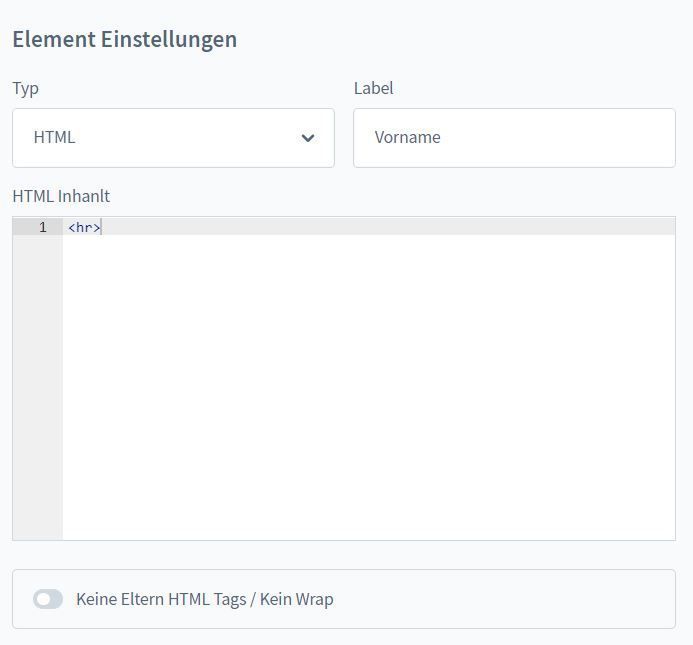 Element Einstellungen
Typ Label
HTML Vorname
HTML Inhanlt
1 <hr>
Keine Eltern HTML Tags / Kein Wrap